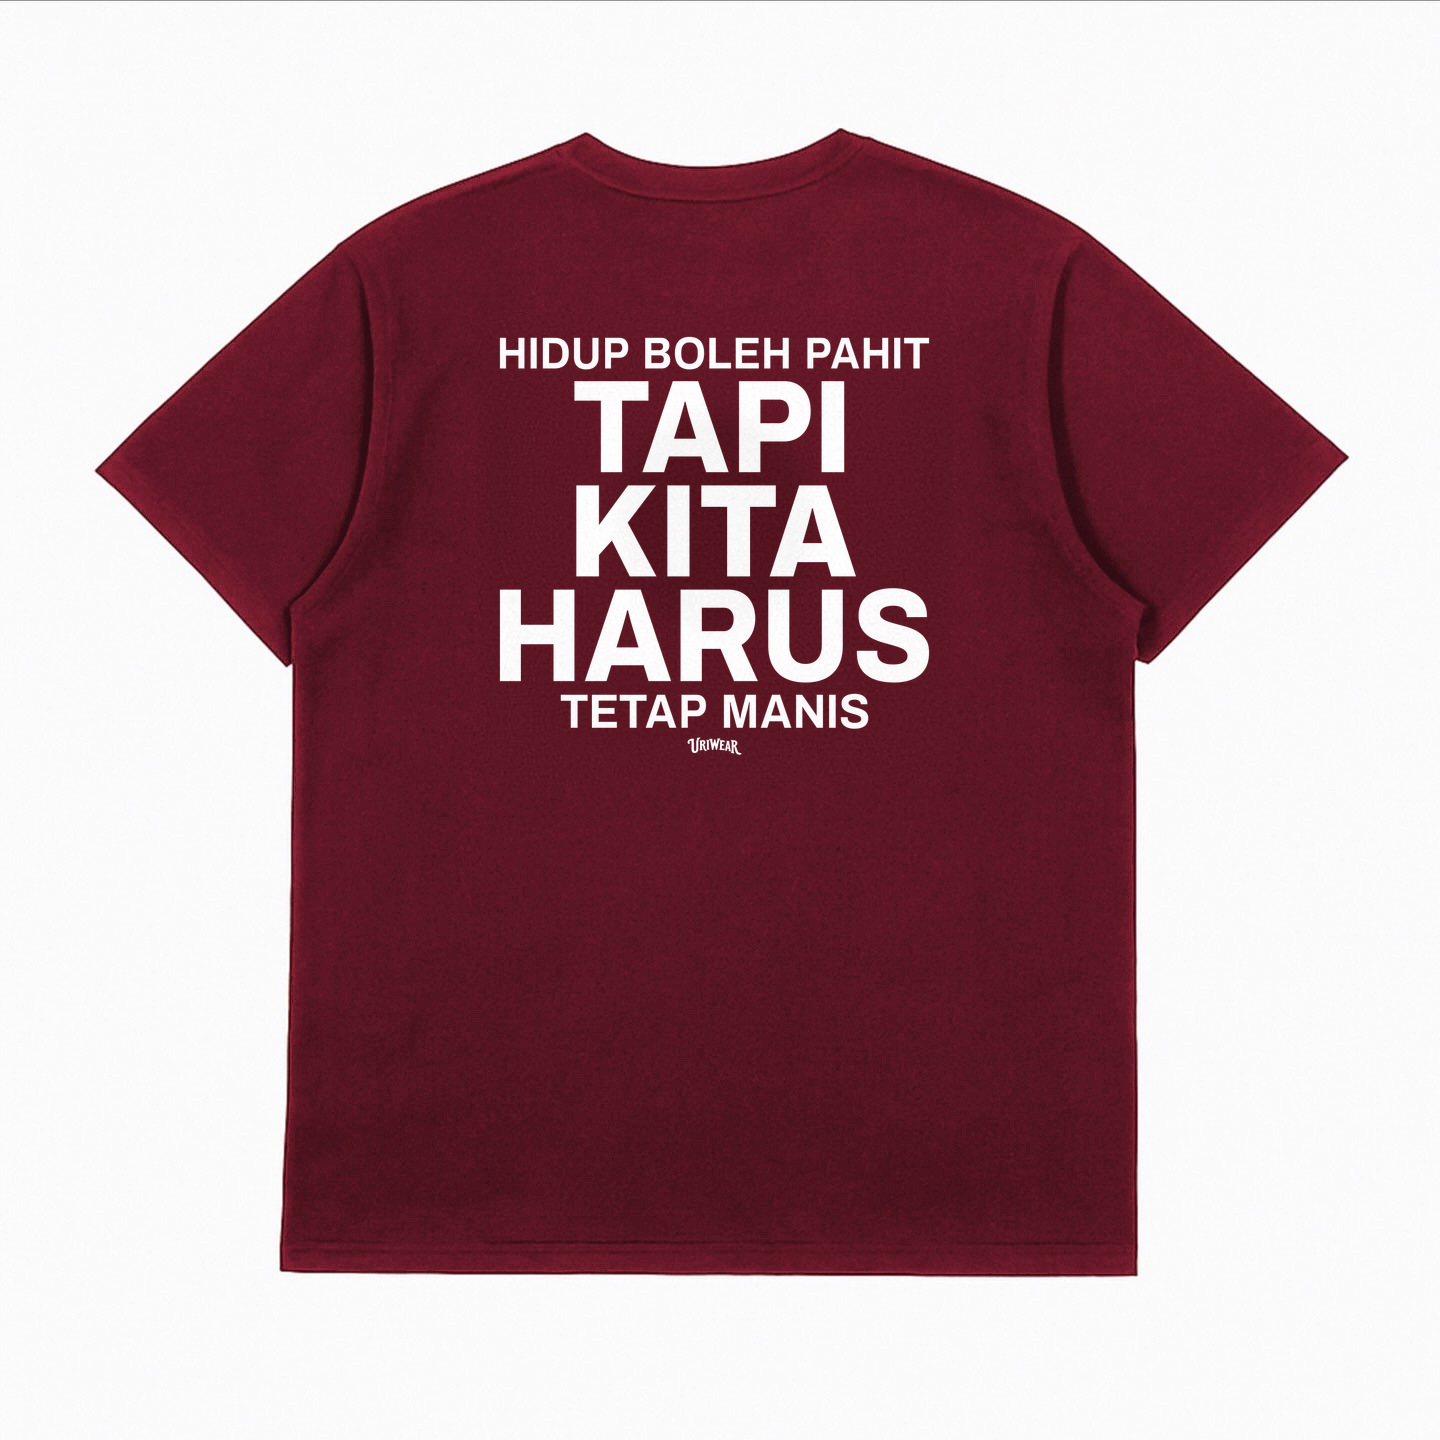 HIDUP BOLEH PAHIT
TAPI
KITA
HARUS
TETAP MANIS
URIWEAR